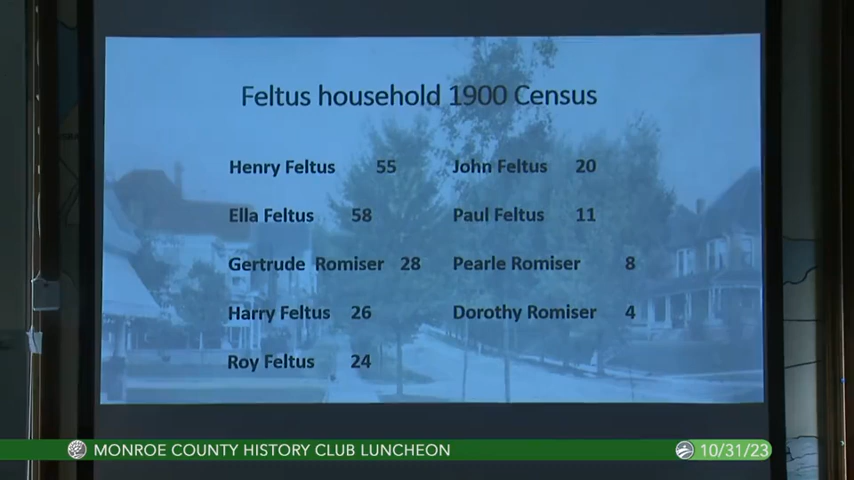 Feltus household 1900 Census
Henry Feltus 55
Ella Feltus 58
Gertrude Romiser 28
Harry Feltus 26
Roy Feltus 24
John Feltus 20
Paul Feltus 11
Pearle Romiser 8
Dorothy Romiser 4
MONROE COUNTY HISTORY CLUB LUNCHEON
10/31/23